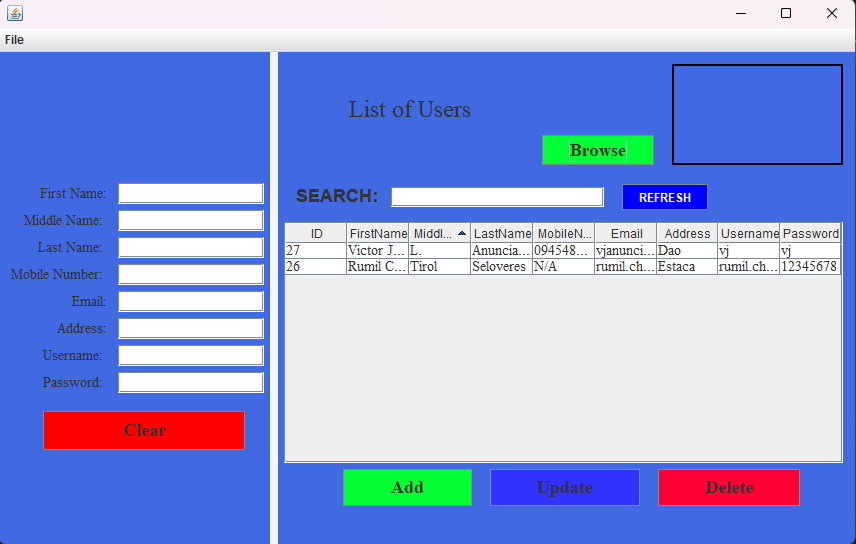 File
List of Users
Browse
First Name:
Middle Name:
Last Name:
Mobile Number:
Email:
Address:
Username:
Password:
Clear
SEARCH: REFRESH
ID FirstName Middl... LastName MobileN... Email Address Username Password
27 Victor J... L. Anuncia... 094548... vjanunci... Dao vj vj
26 Rumil C... Tirol Seloveres N/A rumil.ch... Estaca rumil.ch... 12345678
Add Update Delete